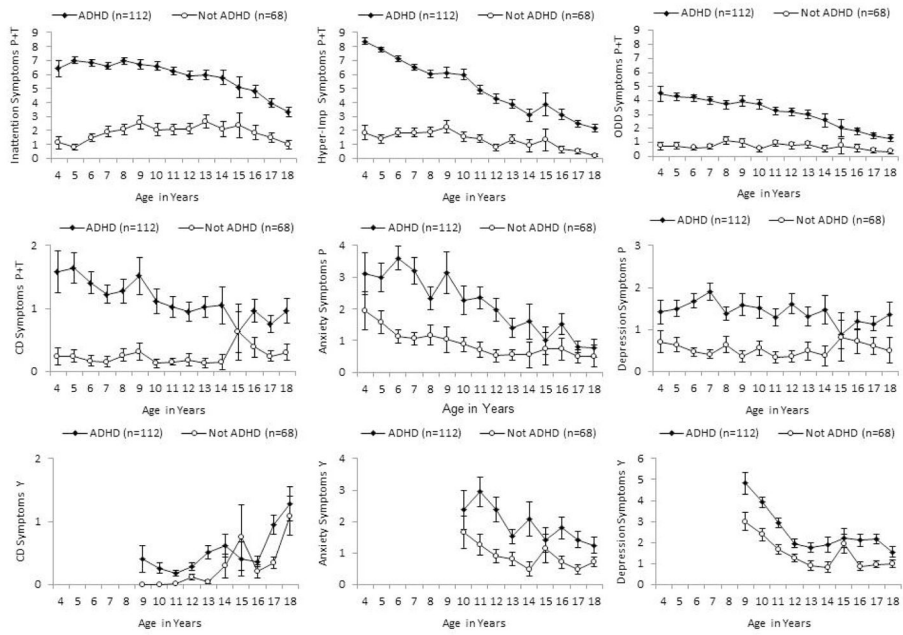 ADHD (n=112) Not ADHD (n=68)
Inattention Symptoms P+T
9
8
7
6
5
4
3
2
1
0
4 5 6 7 8 9 10 11 12 13 14 15 16 17 18
Age in Years
ADHD (n=112) Not ADHD (n=68)
Hyper-Imp Symptoms P+T
9
8
7
6
5
4
3
2
1
0
4 5 6 7 8 9 10 11 12 13 14 15 16 17 18
Age in Years
ADHD (n=112) Not ADHD (n=68)
ODD Symptoms P+T
9
8
7
6
5
4
3
2
1
0
4 5 6 7 8 9 10 11 12 13 14 15 16 17 18
Age in Years
ADHD (n=112) Not ADHD (n=68)
CD Symptoms P+T
2
1
0
4 5 6 7 8 9 10 11 12 13 14 15 16 17 18
Age in Years
ADHD (n=112) Not ADHD (n=68)
Anxiety Symptoms P
4
3
2
1
0
4 5 6 7 8 9 10 11 12 13 14 15 16 17 18
Age in Years
ADHD (n=112) Not ADHD (n=68)
Depression Symptoms P
3
2
1
0
4 5 6 7 8 9 10 11 12 13 14 15 16 17 18
Age in Years
ADHD (n=112) Not ADHD (n=68)
CD Symptoms Y
2
1
0
4 5 6 7 8 9 10 11 12 13 14 15 16 17 18
Age in Years
ADHD (n=112) Not ADHD (n=68)
Anxiety Symptoms Y
4
3
2
1
0
4 5 6 7 8 9 10 11 12 13 14 15 16 17 18
Age in Years
ADHD (n=112) Not ADHD (n=68)
Depression Symptoms Y
6
5
4
3
2
1
0
4 5 6 7 8 9 10 11 12 13 14 15 16 17 18
Age in Years